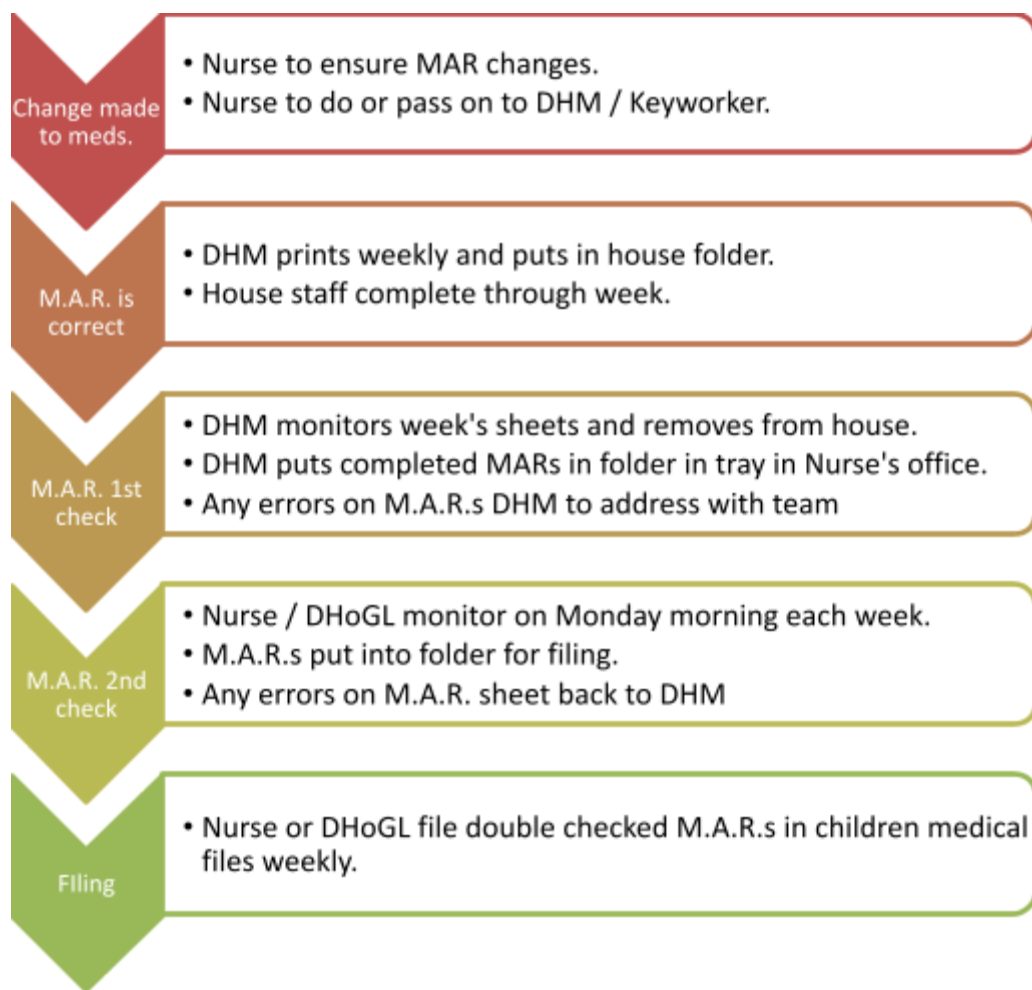 Change made
to meds.
• Nurse to ensure MAR changes.
• Nurse to do or pass on to DHM / Keyworker.
M.A.R. is
correct
• DHM prints weekly and puts in house folder.
• House staff complete through week.
M.A.R. 1st
check
• DHM monitors week's sheets and removes from house.
• DHM puts completed MARs in folder in tray in Nurse's office.
• Any errors on M.A.R.s DHM to address with team
M.A.R. 2nd
check
• Nurse / DHoGL monitor on Monday morning each week.
• M.A.R.s put into folder for filing.
• Any errors on M.A.R. sheet back to DHM
FIling
• Nurse or DHoGL file double checked M.A.R.s in children medical
files weekly.